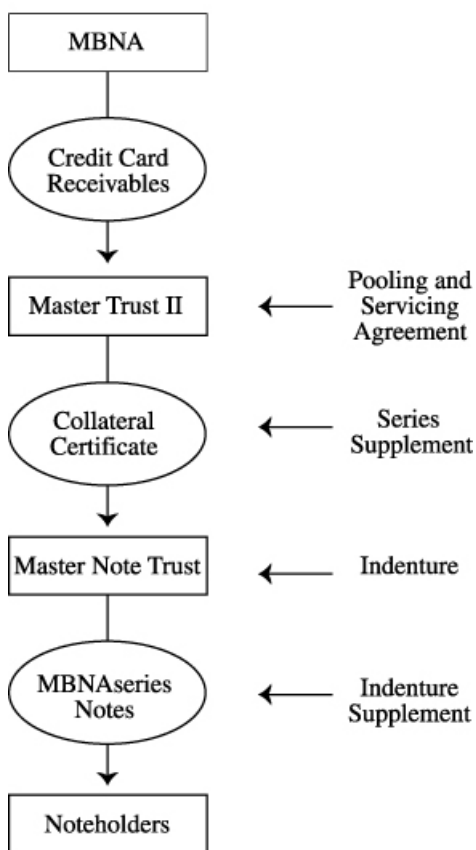 MBNA
Credit Card
Receivables
Master Trust II
Pooling and
Servicing
Agreement
Collateral
Certificate
Series
Supplement
Master Note Trust
Indenture
MBNAseries
Notes
Indenture
Supplement
Noteholders